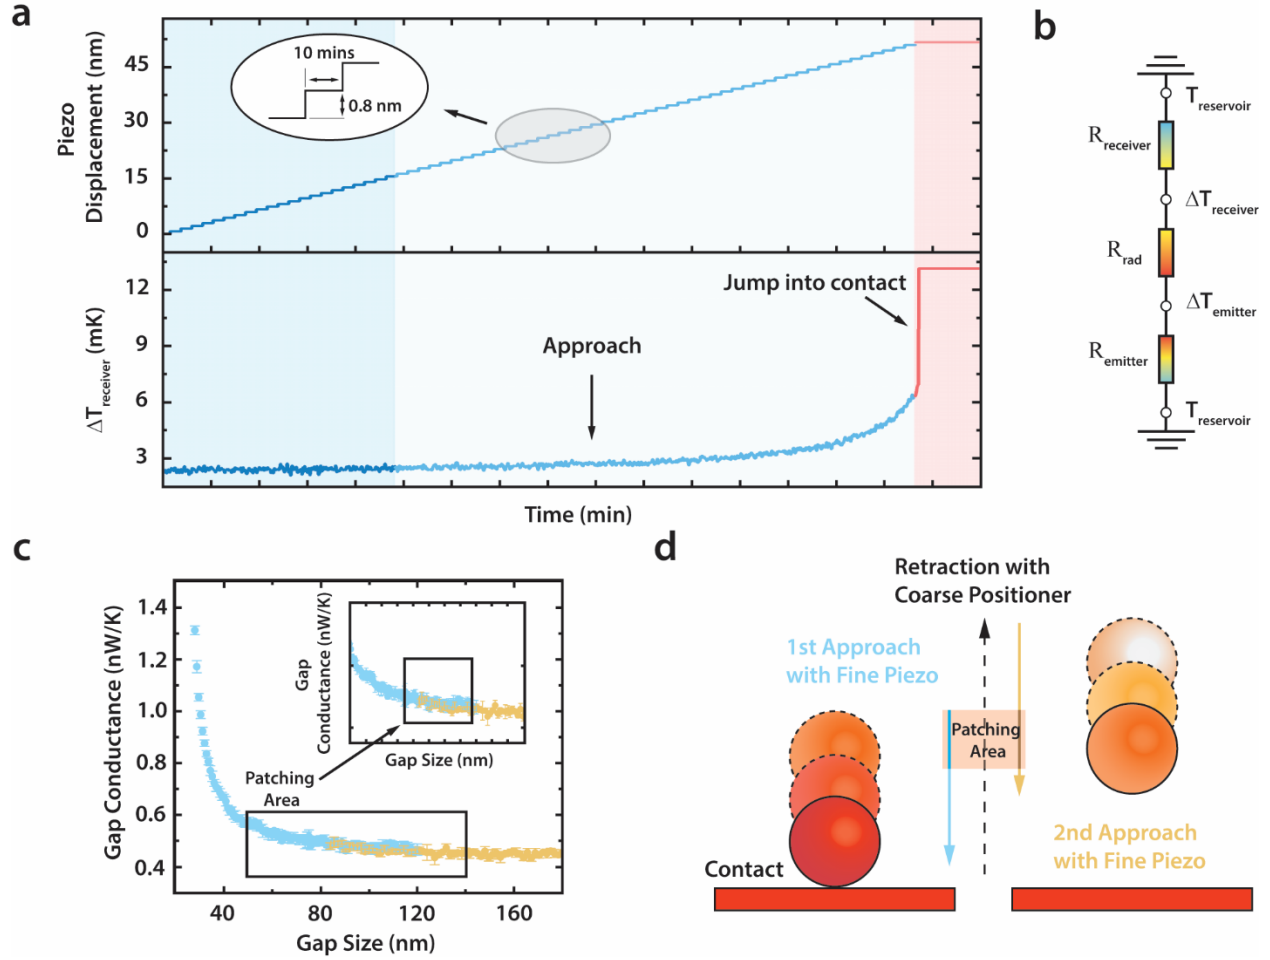 a
Piezo
Displacement (nm)
45
30
15
0
10 mins
0.8 nm
ΔTreceiver (mK)
12
9
6
3
Jump into contact
Approach
Time (min)
b
Treservoir
Rreceiver
ΔTreceiver
Rrad
ΔTemitter
Remitter
Treservoir
c
Gap Conductance (nW/K)
1.4
1.2
1.0
0.8
0.6
0.4
40
80
120
160
Gap Size (nm)
Gap
Conductance (nW/K)
Gap Size (nm)
Patching
Area
d
Retraction with
Coarse Positioner
1st Approach
with Fine Piezo
Patching
Area
2nd Approach
with Fine Piezo
Contact